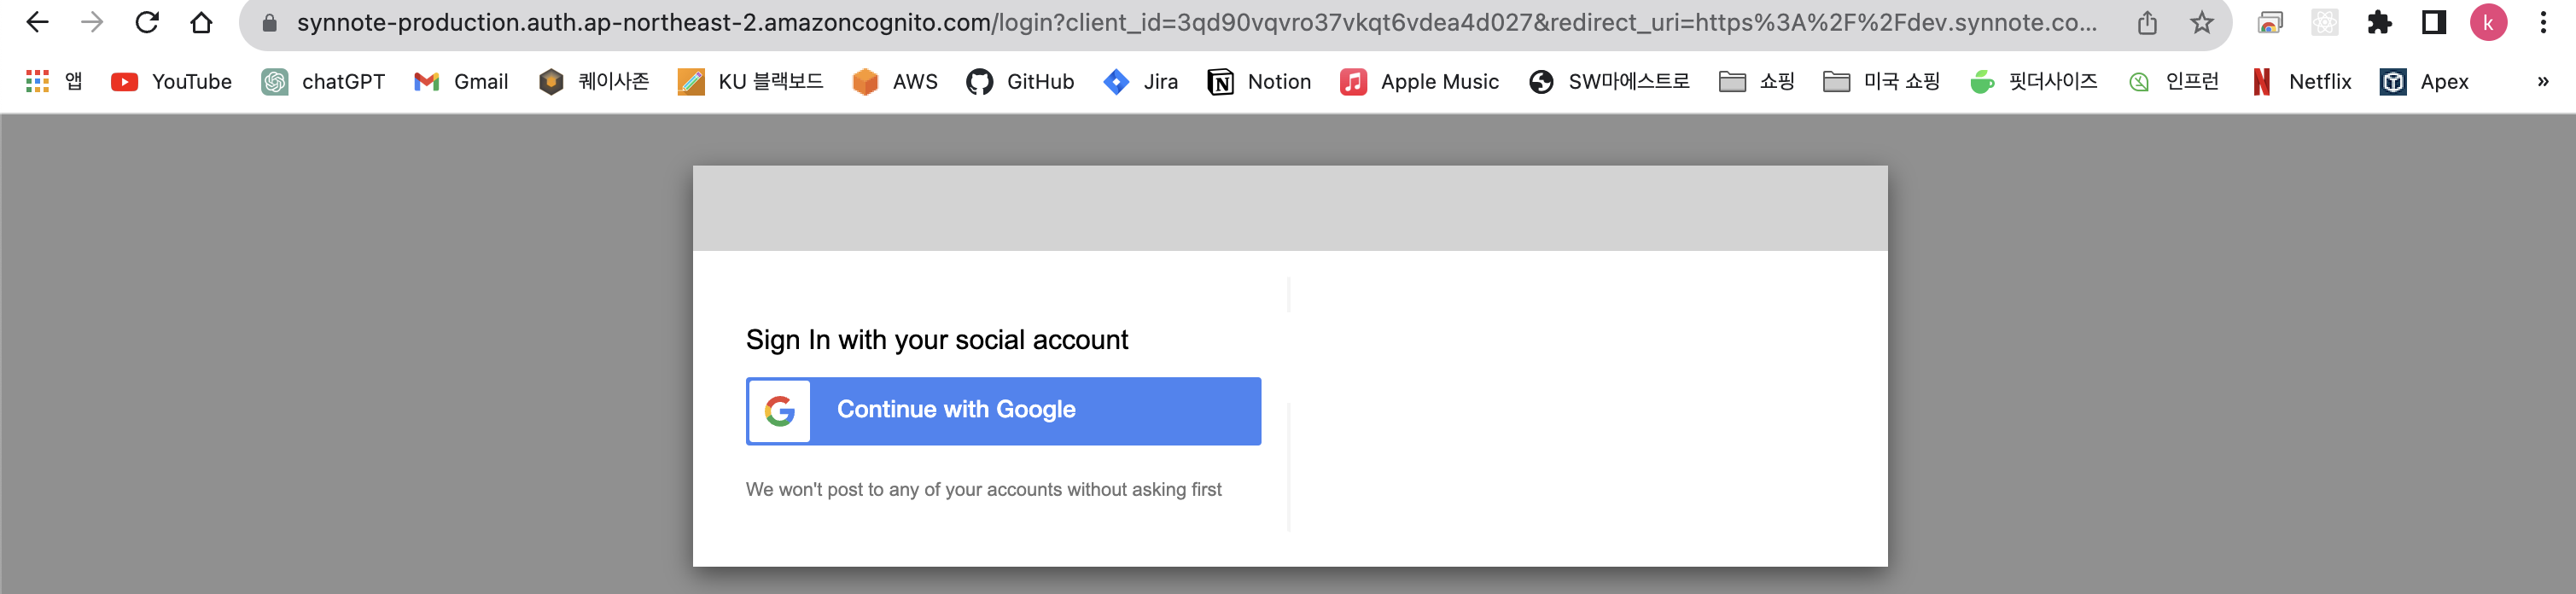 synnote-production.auth.ap-northeast-2.amazoncognito.com/login?client_id=3qd90vqvro37vkqt6vdea4d027&redirect_uri=https%3A%2F%2Fdev.synnote.co... k
앱 YouTube chatGPT Gmail 퀘이사존 KU 블랙보드 AWS GitHub Jira Notion Apple Music SW마에스트로 쇼핑 미국 쇼핑 핏더사이즈 인프런 Netflix Apex »
Sign In with your social account
Continue with Google
We won't post to any of your accounts without asking first